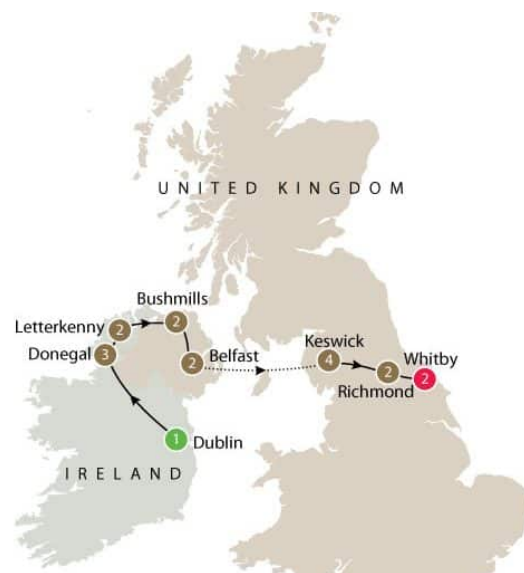 UNITED KINGDOM
Bushmills
2
Letterkenny 2
Donegal 3
2 Belfast
Keswick
4
Whitby
2
2
Richmond
1 Dublin
IRELAND